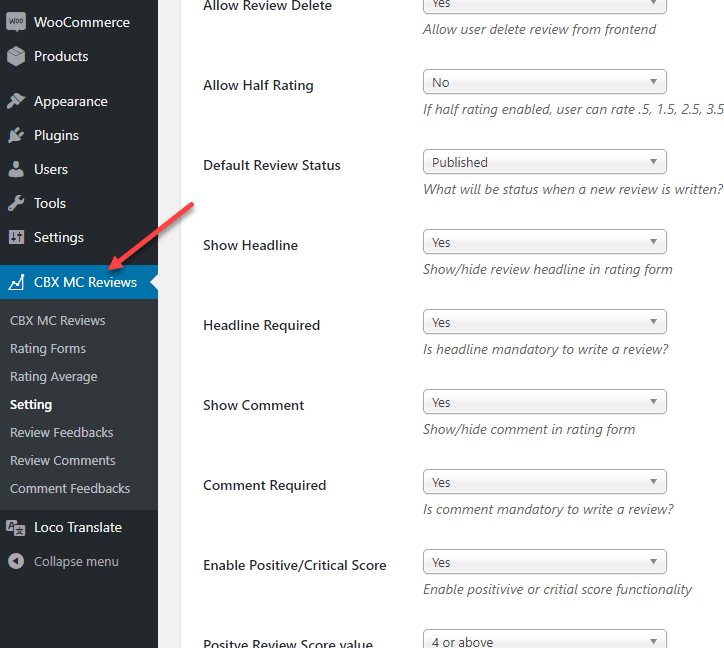 WOO
WooCommerce
Products
Appearance
Plugins
Users
Tools
Settings
CBX MC Reviews
CBX MC Reviews
Rating Forms
Rating Average
Setting
Review Feedbacks
Review Comments
Comment Feedbacks
Loco Translate
Collapse menu
Allow Review Delete
Yes
Allow user delete review from frontend
Allow Half Rating
No
If half rating enabled, user can rate .5, 1.5, 2.5, 3.5
Default Review Status
Published
What will be status when a new review is written?
Show Headline
Yes
Show/hide review headline in rating form
Headline Required
Yes
Is headline mandatory to write a review?
Show Comment
Yes
Show/hide comment in rating form
Comment Required
Yes
Is comment mandatory to write a review?
Enable Positive/Critical Score
Yes
Enable positivive or critial score functionality
Positve Review Score value
4 or above